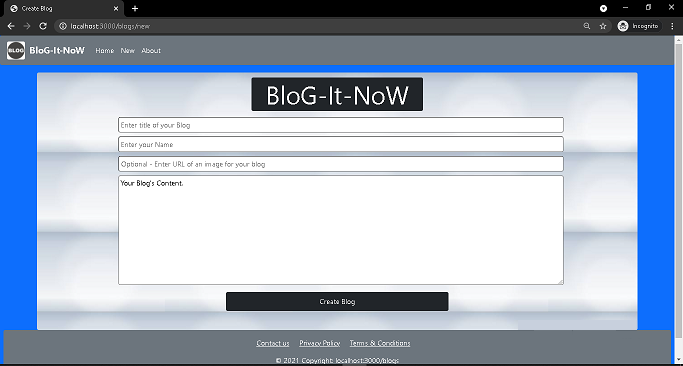 Create Blog
localhost:3000/blogs/new
Incognito
BLOG BloG-It-NoW Home New About
BloG-It-NoW
Enter title of your Blog
Enter your Name
Optional - Enter URL of an image for your blog
Your Blog's Content.
Create Blog
Contact us Privacy Policy Terms & Conditions
© 2021 Copyright: localhost:3000/blogs